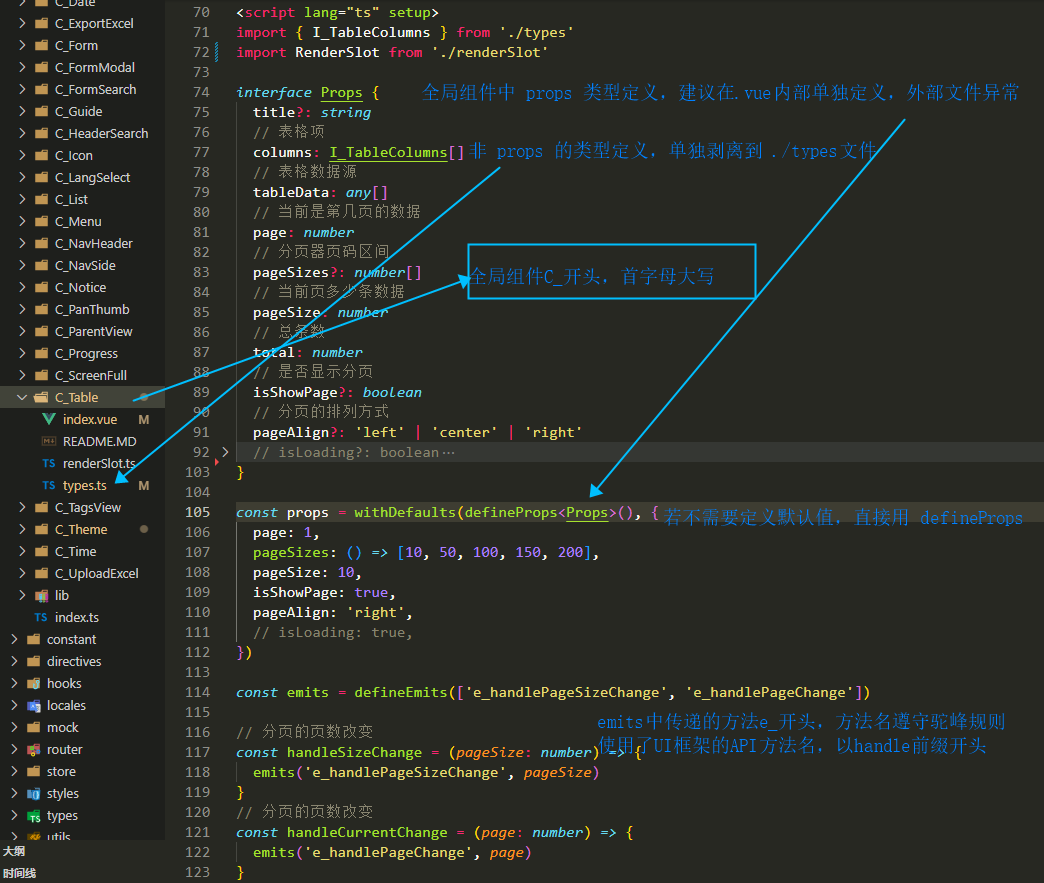 C_Date
C_ExportExcel
C_Form
C_FormModal
C_FormSearch
C_Guide
C_HeaderSearch
C_Icon
C_LangSelect
C_List
C_Menu
C_NavHeader
C_NavSide
C_Notice
C_PanThumb
C_ParentView
C_Progress
C_ScreenFull
C_Table
index.vue M
README.MD
TS renderSlot.ts
TS types.ts M
C_TagsView
C_Theme
C_Time
C_UploadExcel
lib
TS index.ts
constant
directives
hooks
locales
mock
router
store
styles
types
utils
大纲
时间线
70 <script lang="ts" setup>
71 import { I_TableColumns } from './types'
72 import RenderSlot from './renderSlot'
73
74 interface Props { 全局组件中 props 类型定义，建议在.vue内部单独定义，外部文件异常
75 title?: string
76 // 表格项
77 columns: I_TableColumns[] 非 props 的类型定义，单独剥离到 ./types文件
78 // 表格数据源
79 tableData: any[]
80 // 当前是第几页的数据
81 page: number
82 // 分页器页码区间
83 pageSizes?: number[]
全局组件C_开头，首字母大写
84 // 当前页多少条数据
85 pageSize: number
86 // 总条数
87 total: number
88 // 是否显示分页
89 isShowPage?: boolean
90 // 分页的排列方式
91 pageAlign?: 'left' | 'center' | 'right'
92 // isLoading?: boolean…
103 }
104
105 const props = withDefaults(defineProps<Props>(), { 若不需要定义默认值，直接用 defineProps
106 page: 1,
107 pageSizes: () => [10, 50, 100, 150, 200],
108 pageSize: 10,
109 isShowPage: true,
110 pageAlign: 'right',
111 // isLoading: true,
112 })
113
114 const emits = defineEmits(['e_handlePageSizeChange', 'e_handlePageChange'])
115
emits中传递的方法e_开头，方法名遵守驼峰规则
使用了UI框架的API方法名，以handle前缀开头
116 // 分页的页数改变
117 const handleSizeChange = (pageSize: number) => {
118 emits('e_handlePageSizeChange', pageSize)
119 }
120 // 分页的页数改变
121 const handleCurrentChange = (page: number) => {
122 emits('e_handlePageChange', page)
123 }